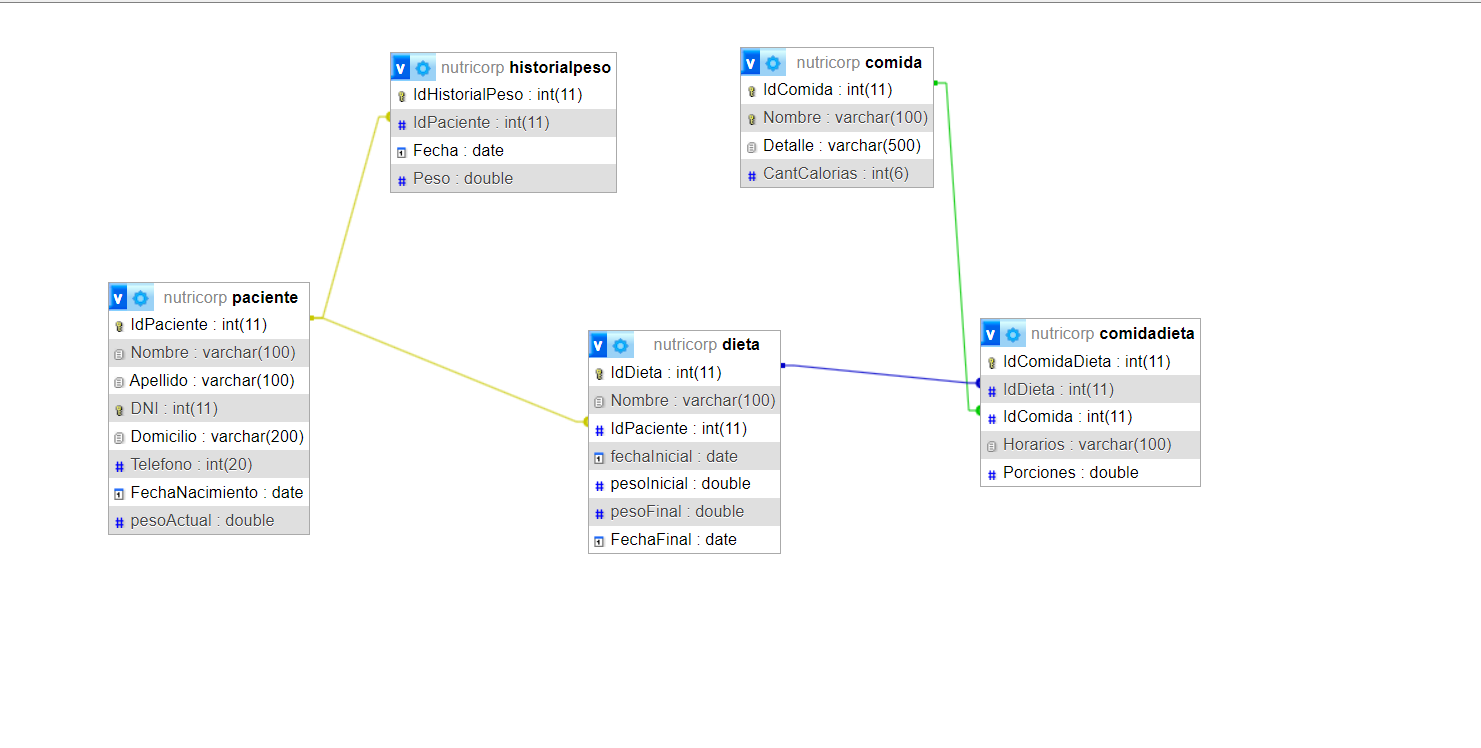 nutricorp historialpeso
IdHistorialPeso : int(11)
IdPaciente : int(11)
Fecha : date
Peso : double
nutricorp comida
IdComida : int(11)
Nombre : varchar(100)
Detalle : varchar(500)
CantCalorias : int(6)
nutricorp paciente
IdPaciente : int(11)
Nombre : varchar(100)
Apellido : varchar(100)
DNI : int(11)
Domicilio : varchar(200)
Telefono : int(20)
FechaNacimiento : date
pesoActual : double
nutricorp dieta
IdDieta : int(11)
Nombre : varchar(100)
IdPaciente : int(11)
fechaInicial : date
pesoInicial : double
pesoFinal : double
FechaFinal : date
nutricorp comidadieta
IdComidaDieta : int(11)
IdDieta : int(11)
IdComida : int(11)
Horarios : varchar(100)
Porciones : double